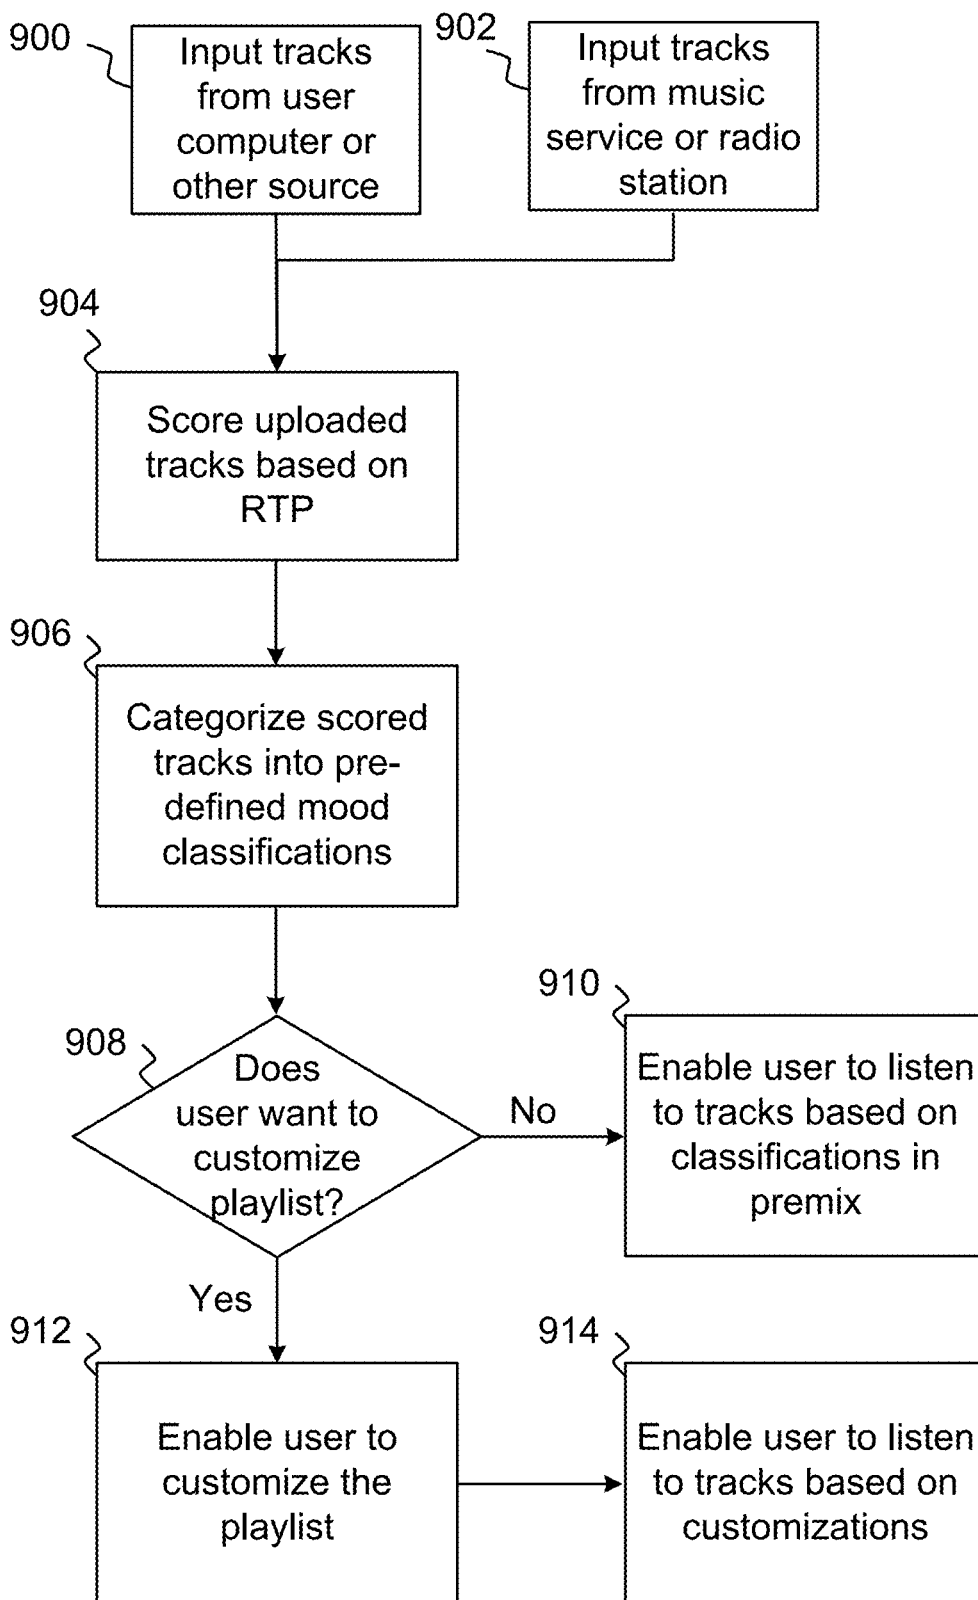 900
Input tracks
from user
computer or
other source
902
Input tracks
from music
service or radio
station
904
Score uploaded
tracks based on
RTP
906
Categorize scored
tracks into pre-
defined mood
classifications
908
Does
user want to
customize
playlist?
No
910
Enable user to listen
to tracks based on
classifications in
premix
Yes
912
Enable user to
customize the
playlist
914
Enable user to listen
to tracks based on
customizations